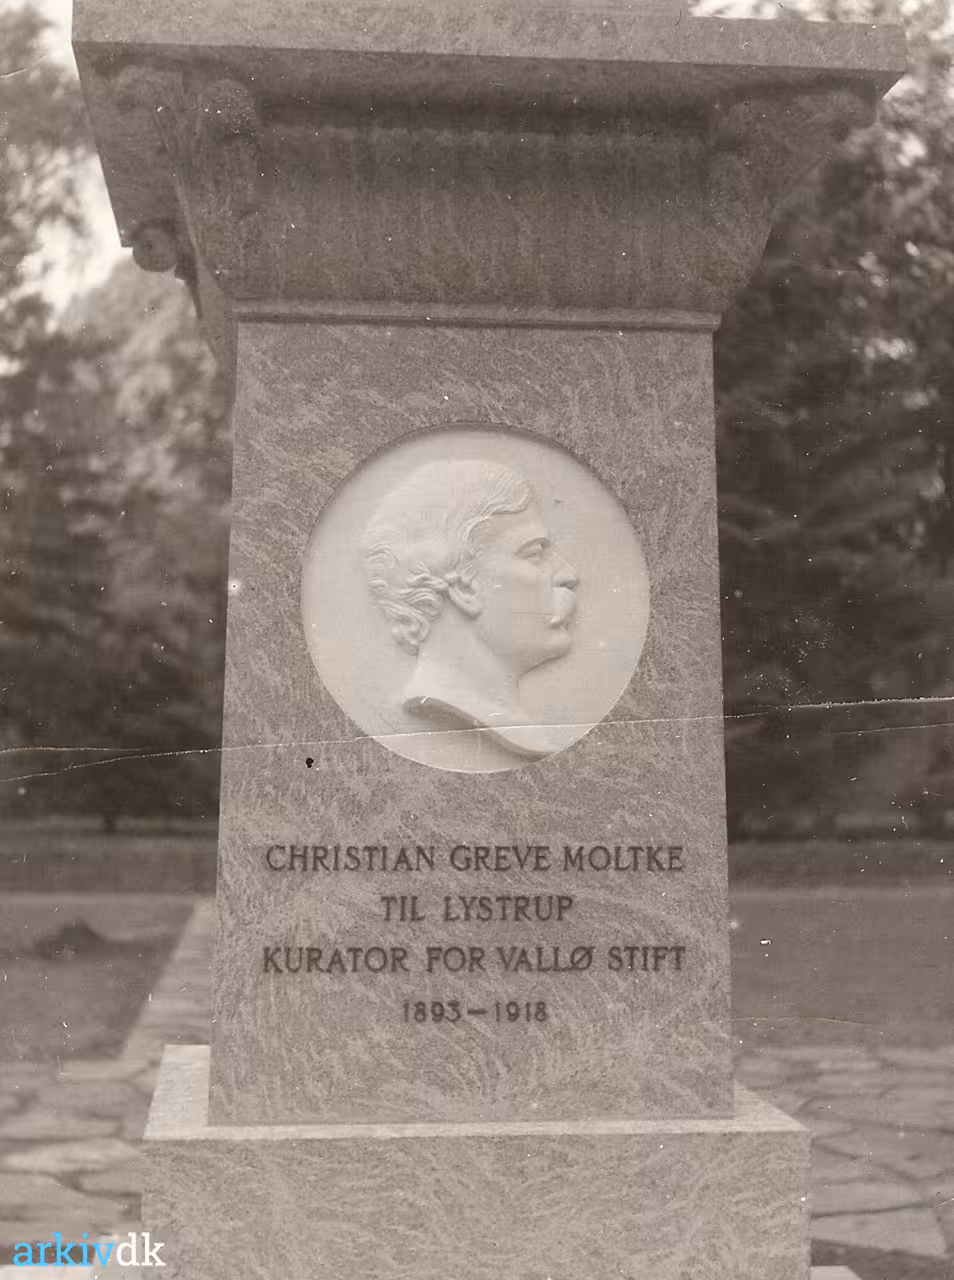 CHRISTIAN GREVE MOLTKE
TIL LYSTRUP
KURATOR FOR VALLØ STIFT
1893–1918
arkivdk